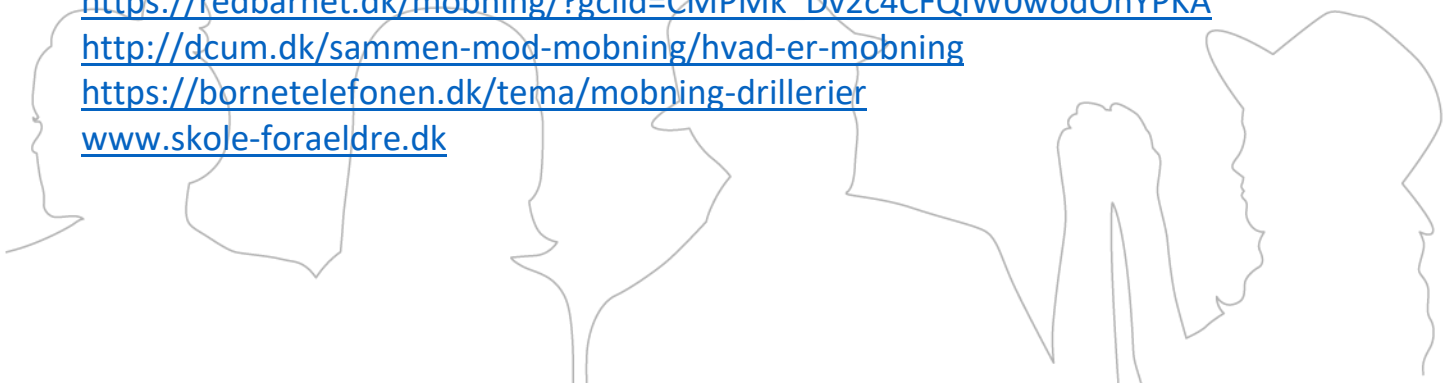 http://dcum.dk/sammen-mod-mobning/hvad-er-mobning
https://bornetelefonen.dk/tema/mobning-drillerier
www.skole-foraeldre.dk